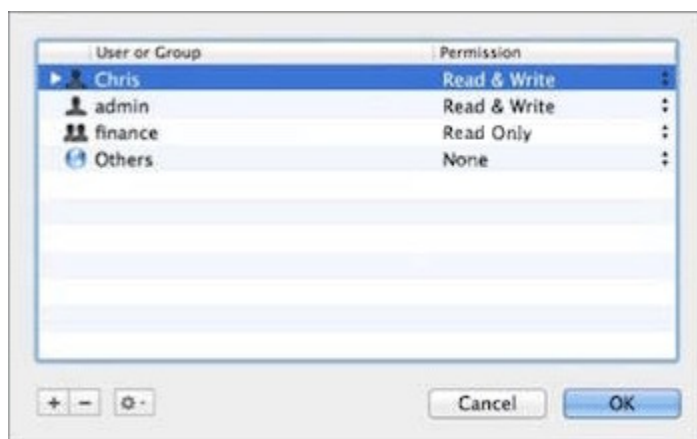 User or Group Permission
Chris Read & Write
admin Read & Write
finance Read Only
Others None
Cancel OK